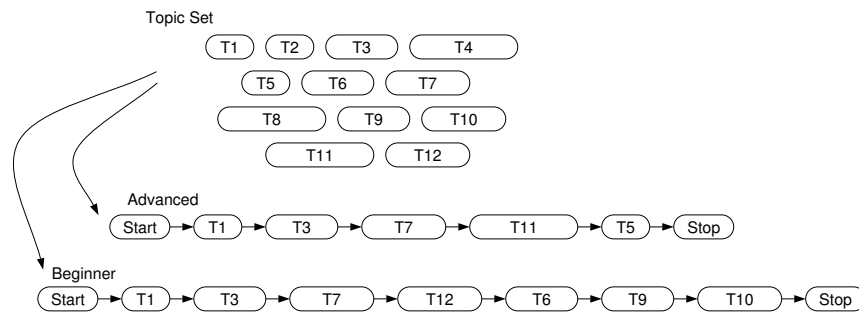 Topic Set
T1 T2 T3 T4
T5 T6 T7
T8 T9 T10
T11 T12
Advanced
Start T1 T3 T7 T11 T5 Stop
Beginner
Start T1 T3 T7 T12 T6 T9 T10 Stop